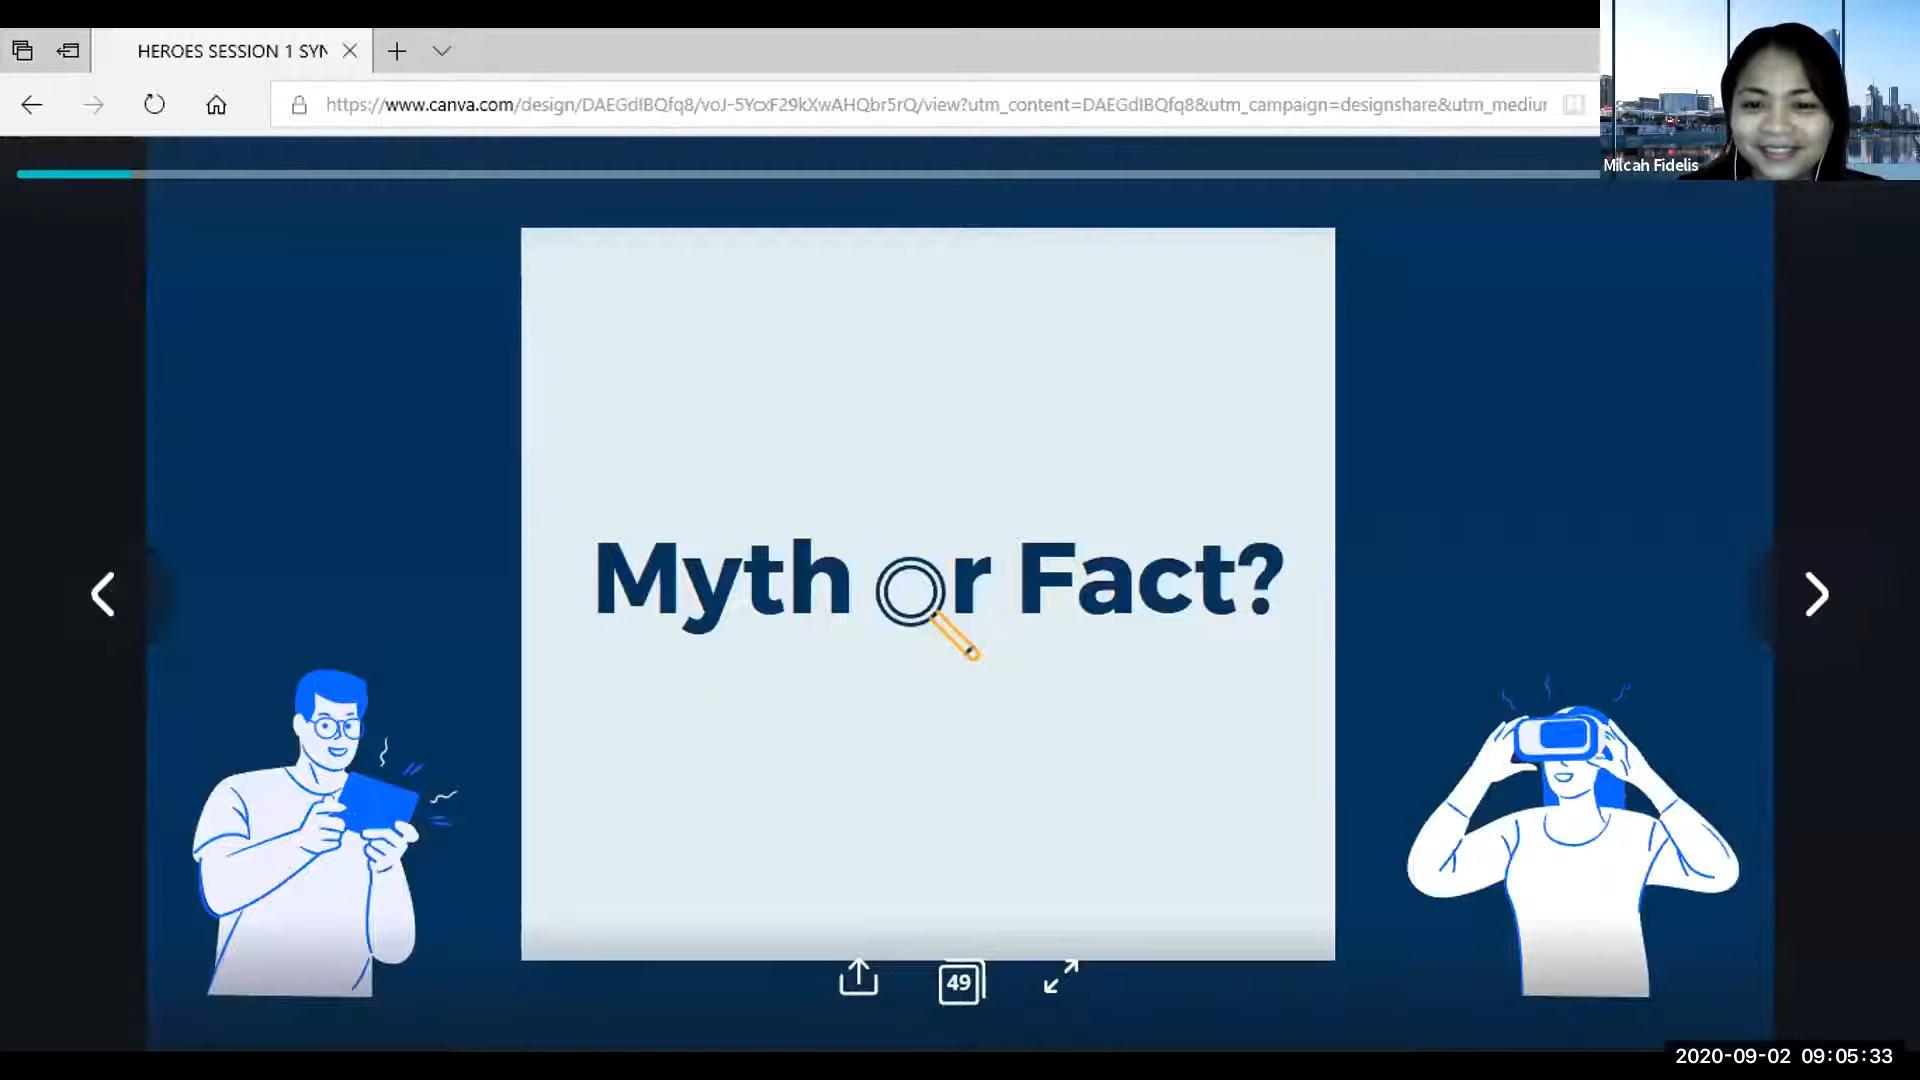 HEROES SESSION 1 SYN
https://www.canva.com/design/DAEGdIBQfq8/voJ-5YcxF29kXwAHQbr5rQ/view?utm_content=DAEGdIBQfq8&utm_campaign=designshare&utm_mediur
Milcah Fidelis
Myth or Fact?
49
2020-09-02 09:05:33